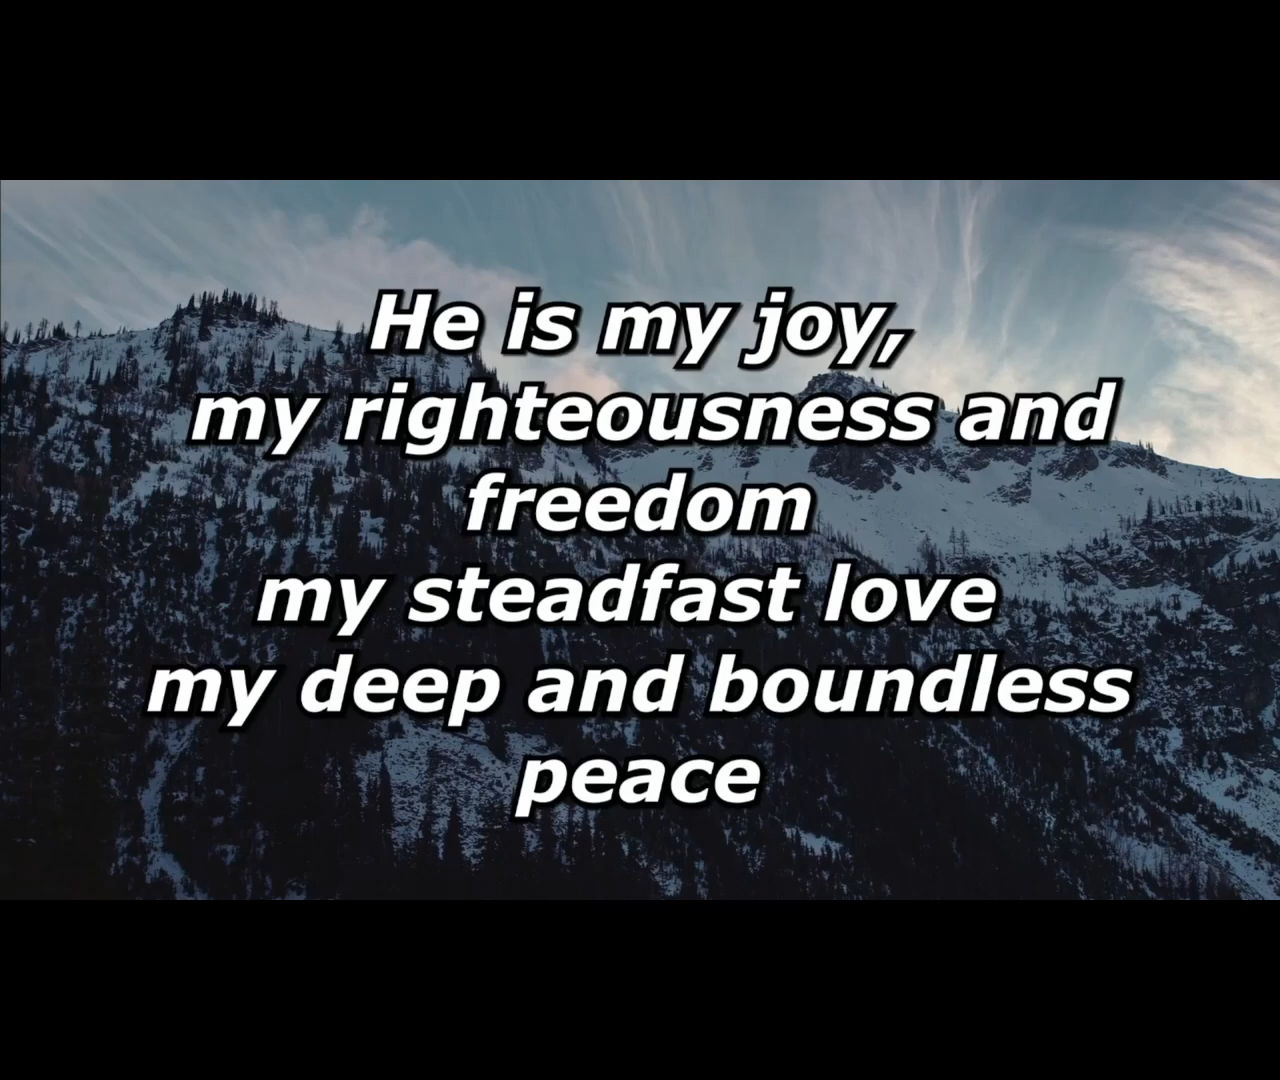 He is my joy,
my righteousness and
freedom
my steadfast love
my deep and boundless
peace